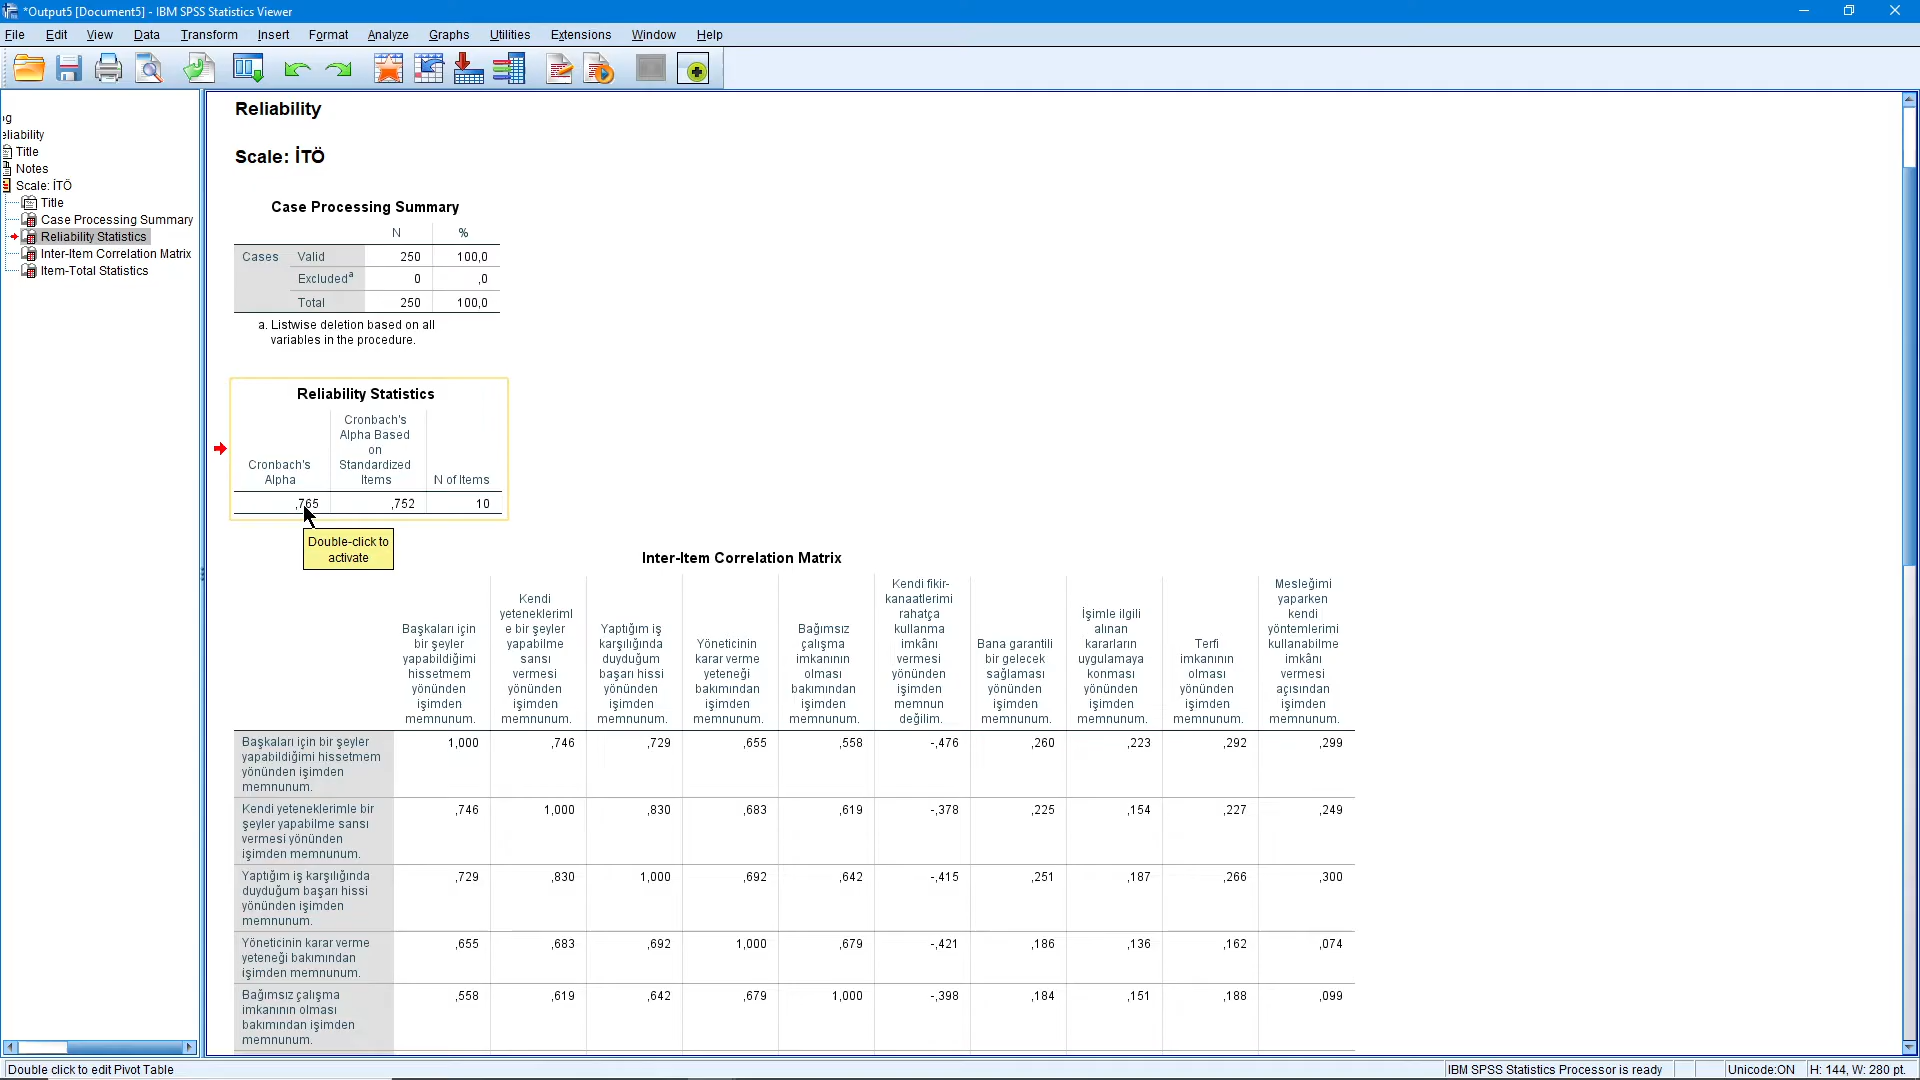 *Output5 [Document5] - IBM SPSS Statistics Viewer
File Edit View Data Transform Insert Format Analyze Graphs Utilities Extensions Window Help
eliability
Title
Notes
Scale: İTÖ
Title
Case Processing Summary
Reliability Statistics
Inter-Item Correlation Matrix
Item-Total Statistics
Reliability
Scale: İTÖ
Case Processing Summary
N %
Cases Valid 250 100,0
Excludedᵃ 0 ,0
Total 250 100,0
a. Listwise deletion based on all
variables in the procedure.
Reliability Statistics
Cronbach's
Alpha
Cronbach's
Alpha Based
on
Standardized
Items
N of Items
,765 ,752 10
Double-click to
activate
Inter-Item Correlation Matrix
Başkaları için
bir şeyler
yapabildiğimi
hissetmem
yönünden
işimden
memnunum.
Kendi
yetenekleriml
e bir şeyler
yapabilme
sansı
vermesi
yönünden
işimden
memnunum.
Yaptığım iş
karşılığında
duyduğum
başarı hissi
yönünden
işimden
memnunum.
Yöneticinin
karar verme
yeteneği
bakımından
işimden
memnunum.
Bağımsız
çalışma
imkanının
olması
bakımından
işimden
memnunum.
Kendi fikir-
kanaatlerimi
rahatça
kullanma
imkânı
vermesi
yönünden
işimden
memnun
değilim.
Bana garantili
bir gelecek
sağlaması
yönünden
işimden
memnunum.
İşimle ilgili
alınan
kararların
uygulamaya
konması
yönünden
işimden
memnunum.
Terfi
imkanının
olması
yönünden
işimden
memnunum.
Mesleğimi
yaparken
kendi
yöntemlerimi
kullanabilme
imkânı
vermesi
açısından
işimden
memnunum.
Başkaları için bir şeyler
yapabildiğimi hissetmem
yönünden işimden
memnunum.
1,000 ,746 ,729 ,655 ,558 -,476 ,260 ,223 ,292 ,299
Kendi yeteneklerimle bir
şeyler yapabilme sansı
vermesi yönünden
işimden memnunum.
,746 1,000 ,830 ,683 ,619 -,378 ,225 ,154 ,227 ,249
Yaptığım iş karşılığında
duyduğum başarı hissi
yönünden işimden
memnunum.
,729 ,830 1,000 ,692 ,642 -,415 ,251 ,187 ,266 ,300
Yöneticinin karar verme
yeteneği bakımından
işimden memnunum.
,655 ,683 ,692 1,000 ,679 -,421 ,186 ,136 ,162 ,074
Bağımsız çalışma
imkanının olması
bakımından işimden
memnunum.
,558 ,619 ,642 ,679 1,000 -,398 ,184 ,151 ,188 ,099
Double click to edit Pivot Table
IBM SPSS Statistics Processor is ready Unicode:ON H: 144, W: 280 pt.